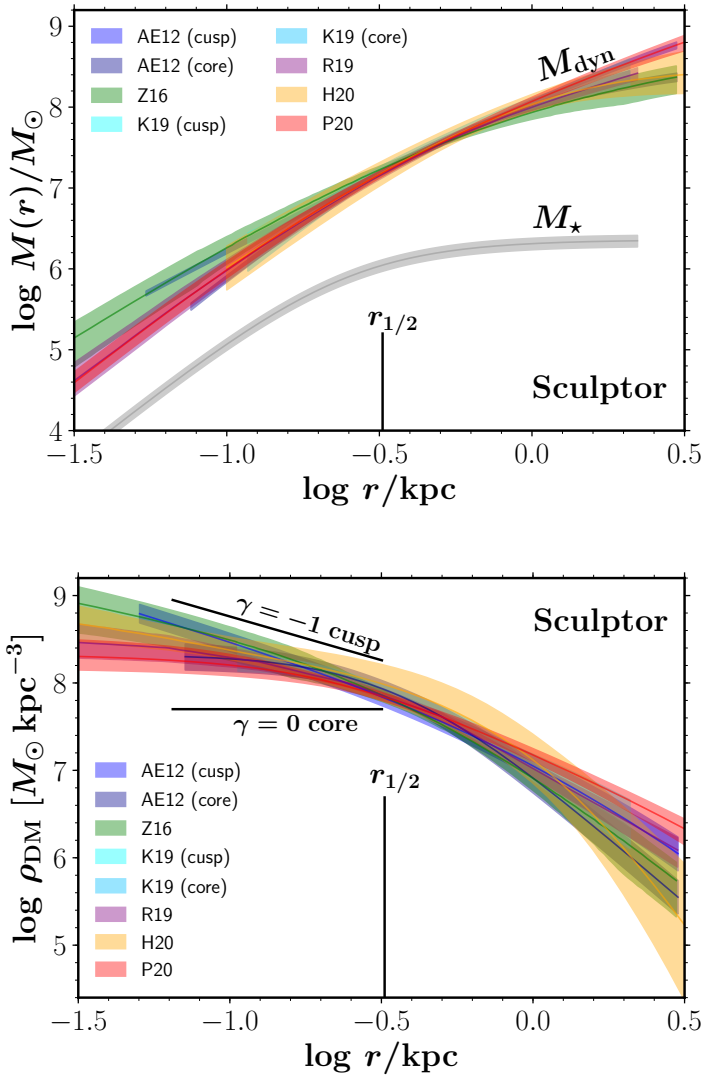 9
8
7
6
5
4
log M(r)/M⊙
AE12 (cusp)
AE12 (core)
Z16
K19 (cusp)
K19 (core)
R19
H20
P20
M_dyn
M⋆
r₁/₂
Sculptor
−1.5 −1.0 −0.5 0.0 0.5
log r/kpc
9
8
7
6
5
log ρ_DM [M⊙ kpc⁻³]
γ = −1 cusp
Sculptor
γ = 0 core
r₁/₂
AE12 (cusp)
AE12 (core)
Z16
K19 (cusp)
K19 (core)
R19
H20
P20
−1.5 −1.0 −0.5 0.0 0.5
log r/kpc